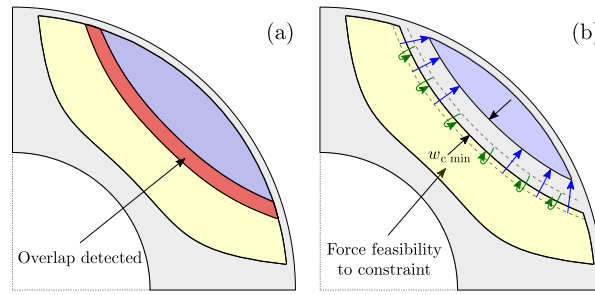 (a)
Overlap detected
(b)
w_c min
Force feasibility
to constraint